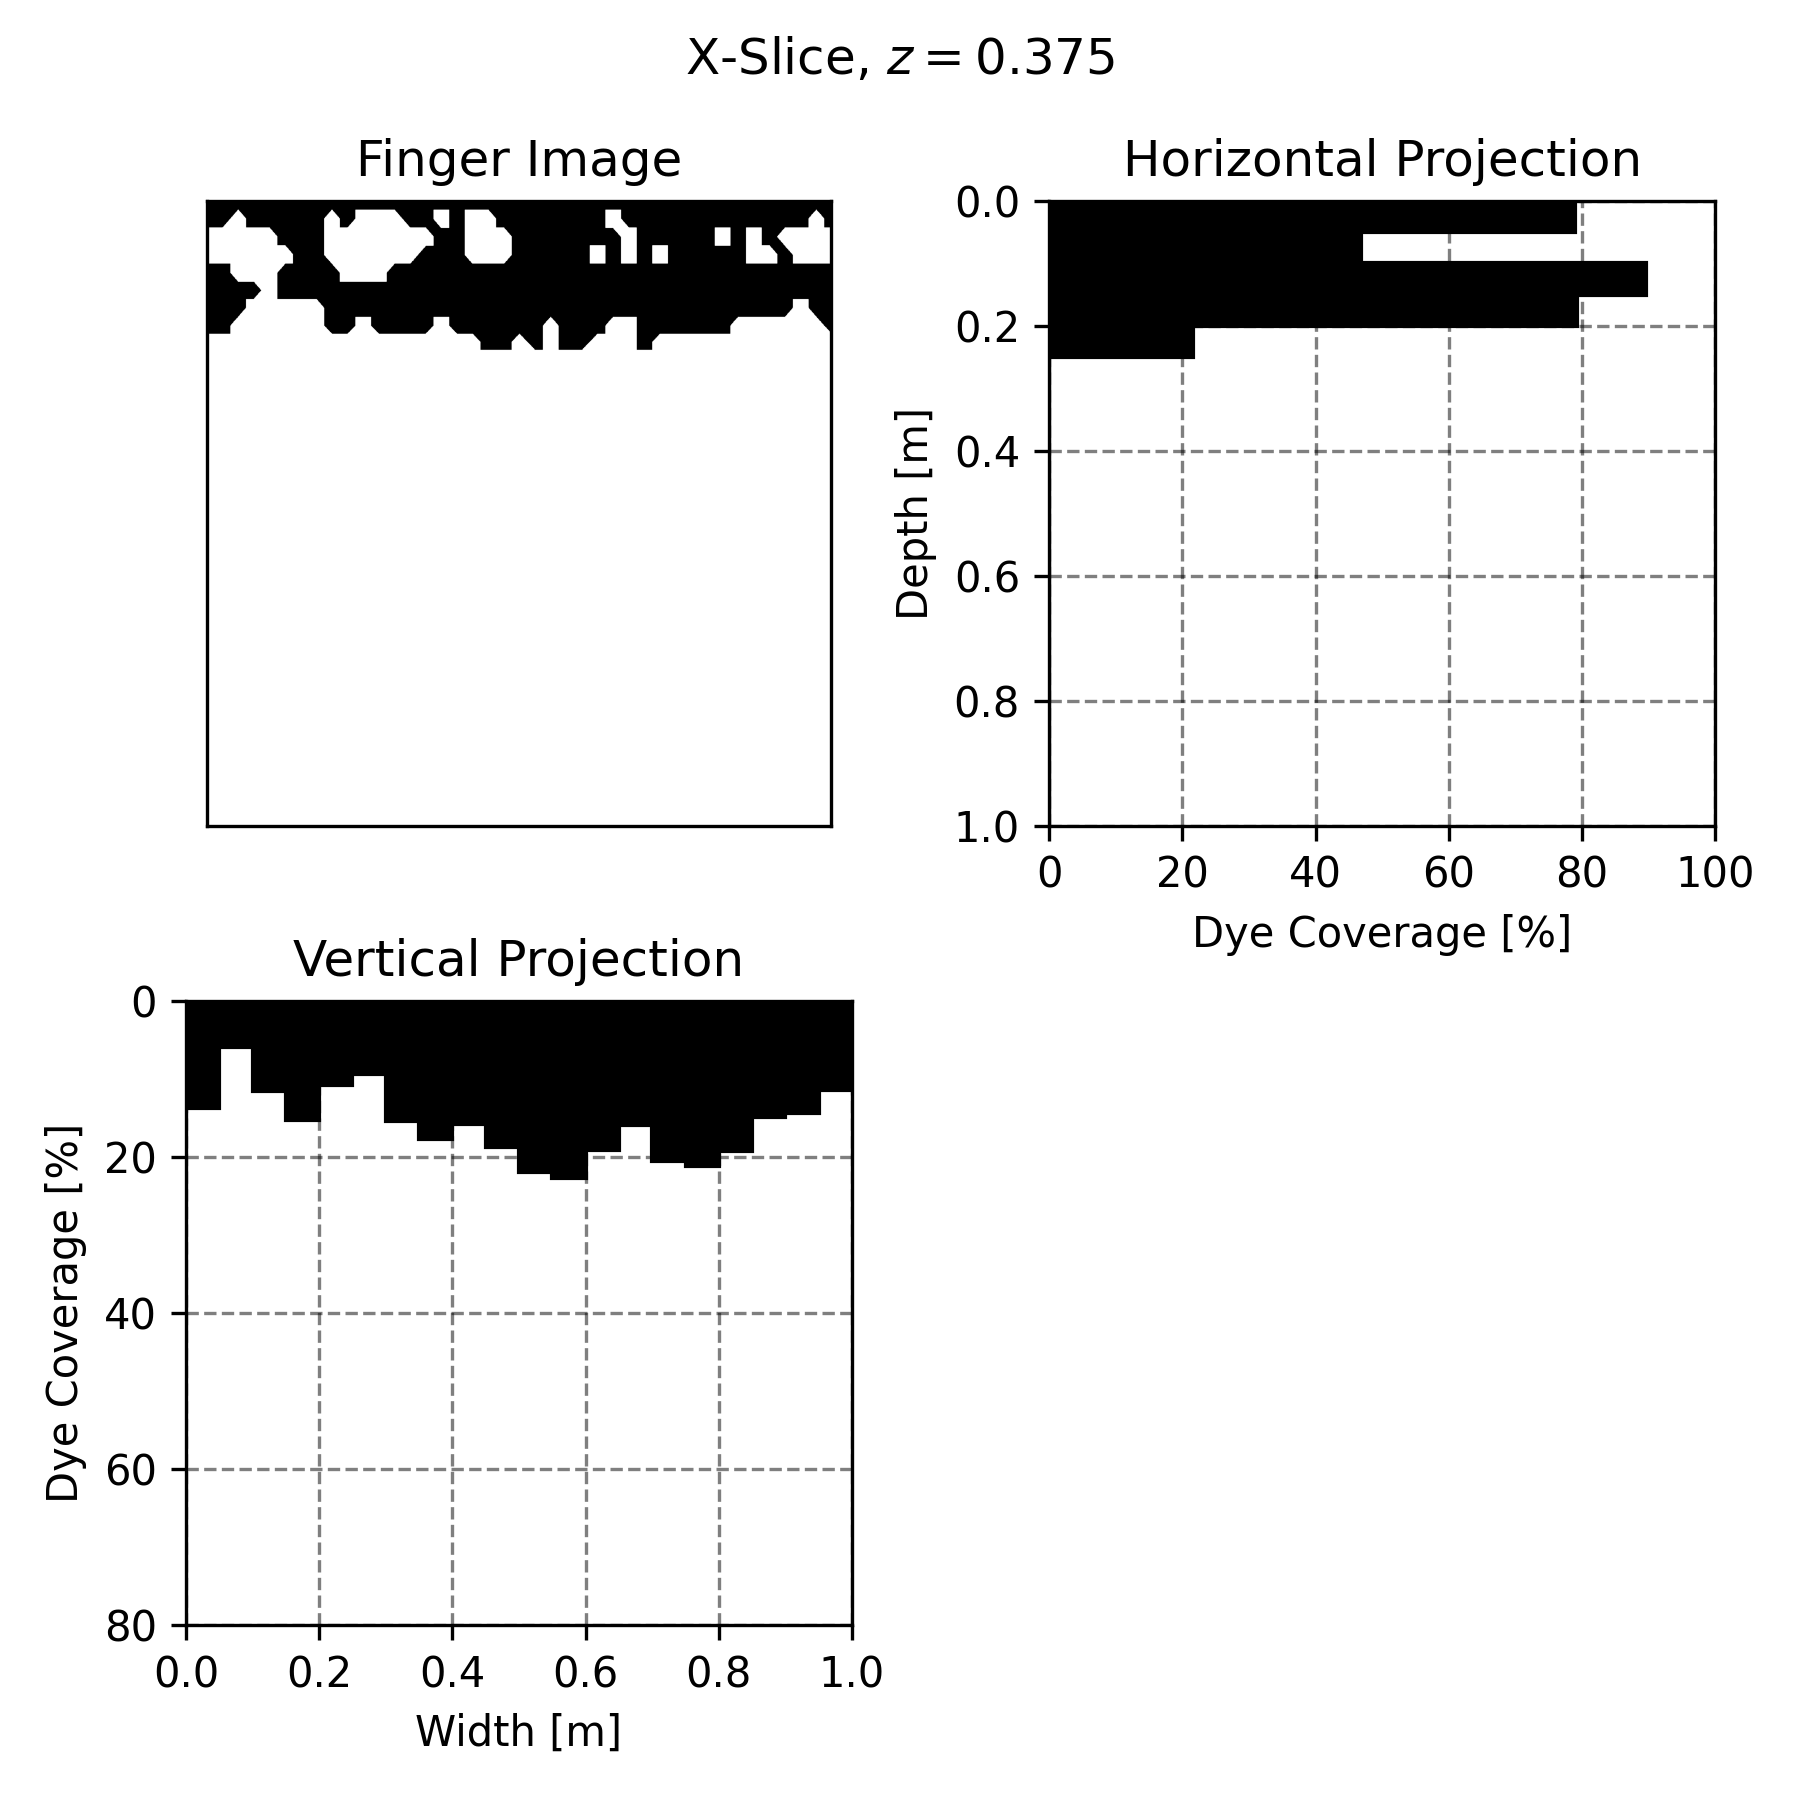 X-Slice, z = 0.375
Finger Image
Horizontal Projection
0.0
0.2
0.4
0.6
0.8
1.0
Depth [m]
0 20 40 60 80 100
Dye Coverage [%]
Vertical Projection
0
20
40
60
80
Dye Coverage [%]
0.0 0.2 0.4 0.6 0.8 1.0
Width [m]